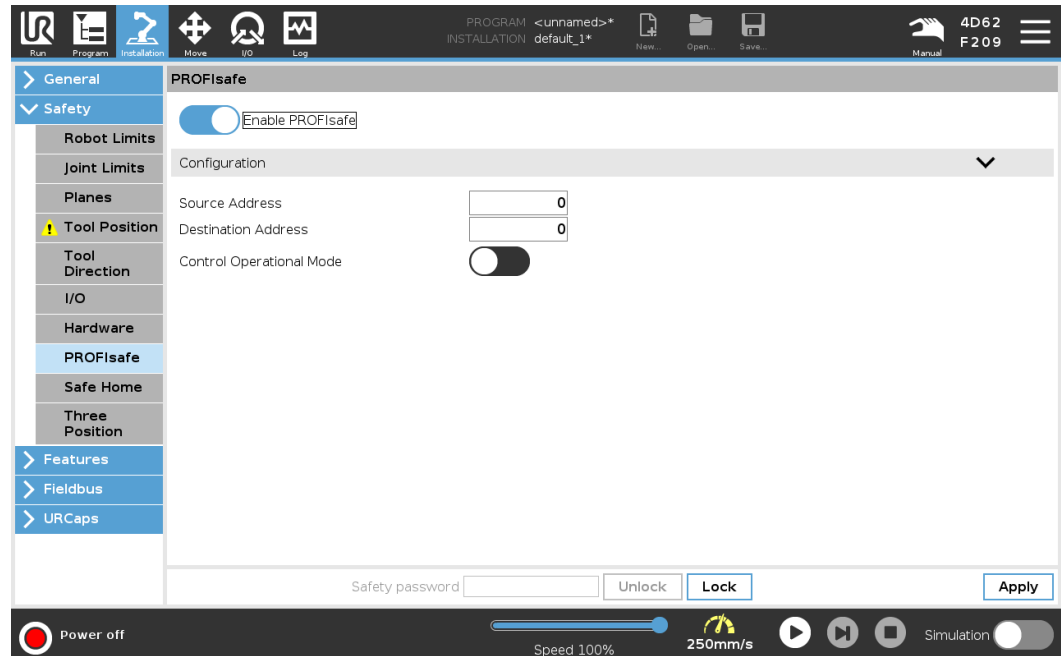 PROGRAM <unnamed>*
INSTALLATION default_1*
UR
Run
Program
Installation
Move
I/O
Log
New...
Open...
Save...
Manual
4D62
F209
General
Safety
Robot Limits
Joint Limits
Planes
Tool Position
Tool
Direction
I/O
Hardware
PROFIsafe
Safe Home
Three
Position
Features
Fieldbus
URCaps
PROFIsafe
Enable PROFIsafe
Configuration
Source Address 0
Destination Address 0
Control Operational Mode
Safety password Unlock Lock Apply
Power off
Speed 100%
250mm/s
Simulation